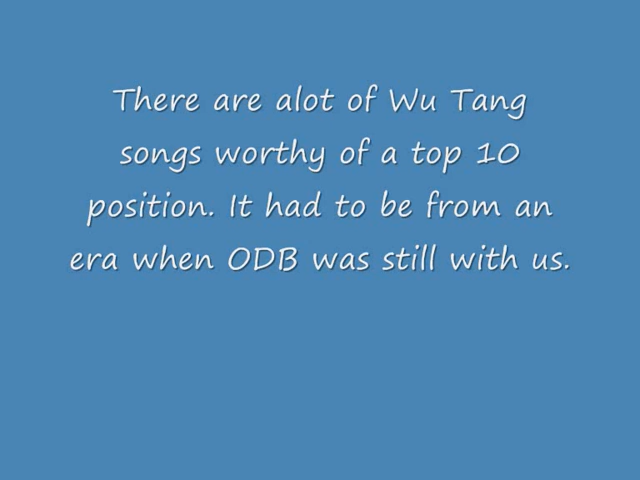 There are alot of Wu Tang
songs worthy of a top 10
position. It had to be from an
era when ODB was still with us.